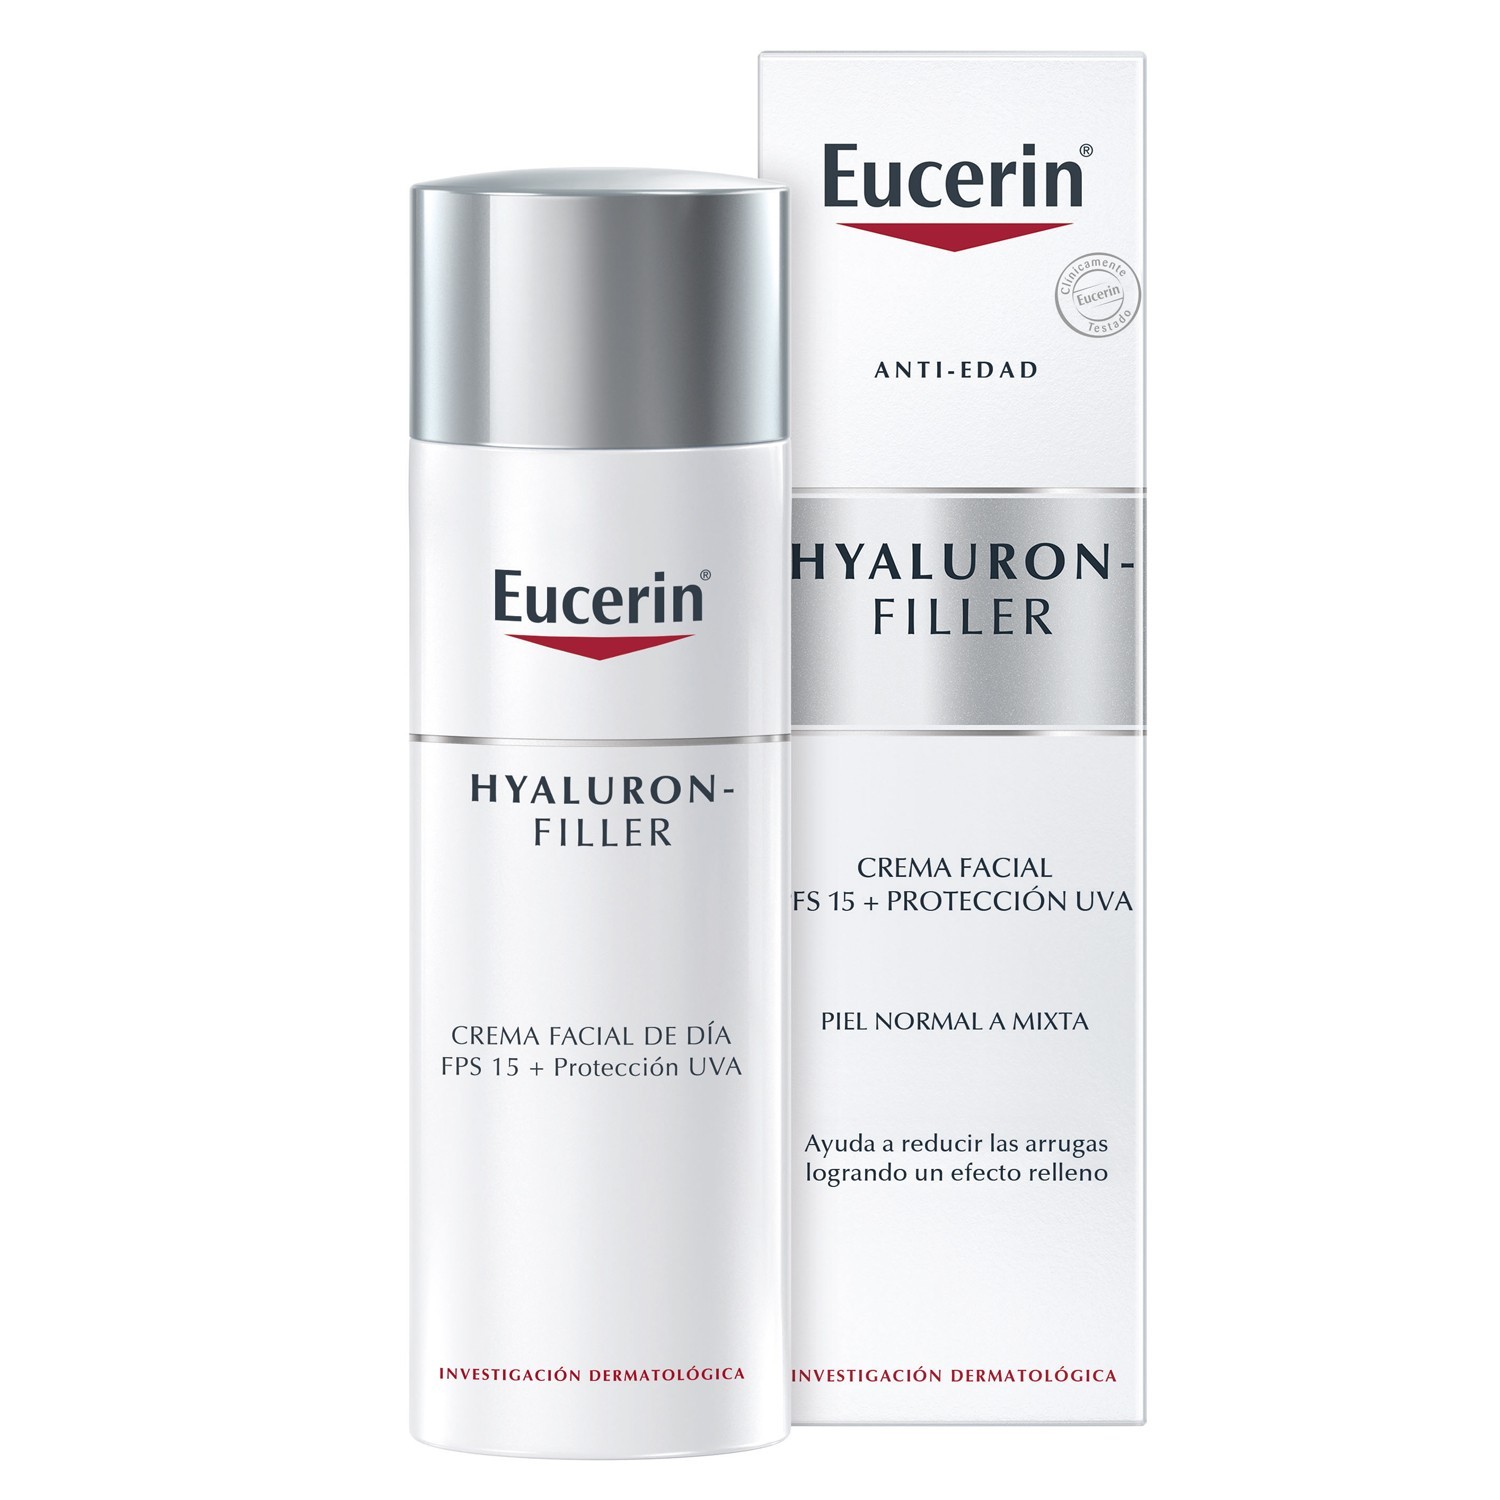 Eucerin®
HYALURON-
FILLER
CREMA FACIAL DE DÍA
FPS 15 + Protección UVA
INVESTIGACIÓN DERMATOLÓGICA
Eucerin®
Clínicamente
Eucerin
Testado
ANTI-EDAD
HYALURON-
FILLER
CREMA FACIAL
FS 15 + PROTECCIÓN UVA
PIEL NORMAL A MIXTA
Ayuda a reducir las arrugas
logrando un efecto relleno
INVESTIGACIÓN DERMATOLÓGICA